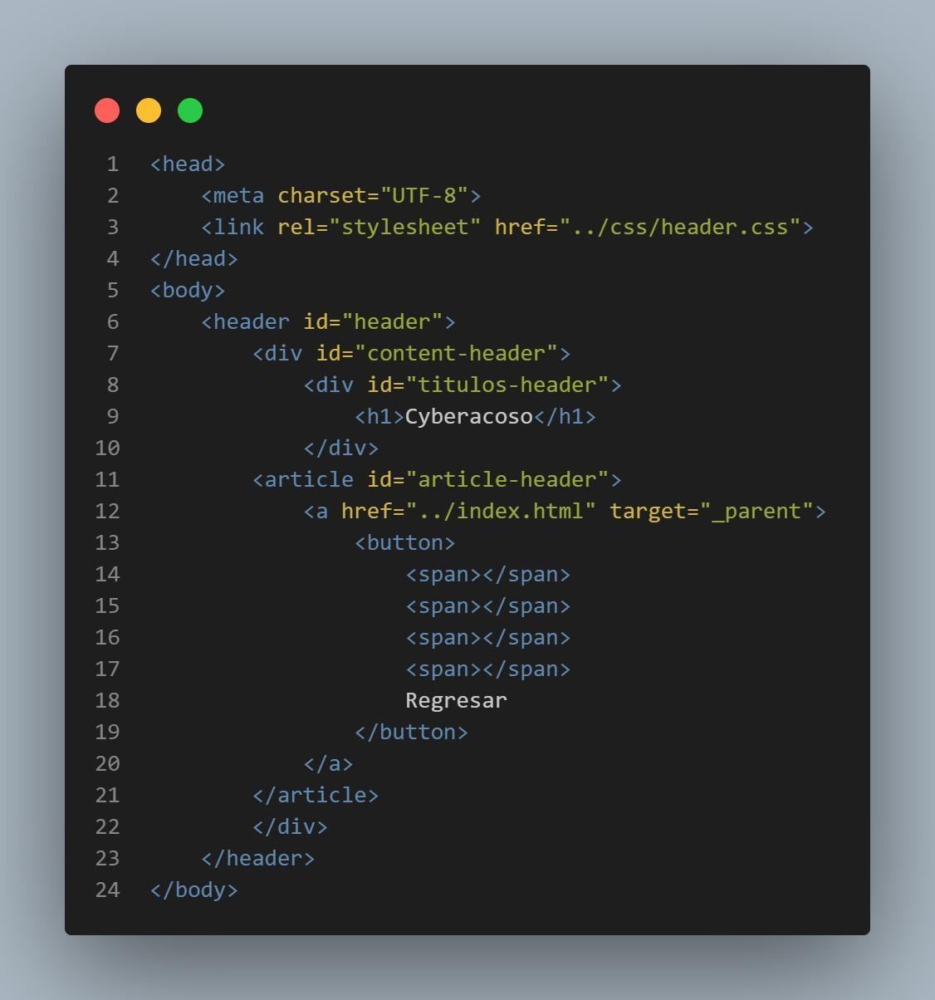 1 <head>
2     <meta charset="UTF-8">
3     <link rel="stylesheet" href="../css/header.css">
4 </head>
5 <body>
6     <header id="header">
7         <div id="content-header">
8             <div id="titulos-header">
9                 <h1>Cyberacoso</h1>
10             </div>
11         <article id="article-header">
12             <a href="../index.html" target="_parent">
13                 <button>
14                     <span></span>
15                     <span></span>
16                     <span></span>
17                     <span></span>
18                     Regresar
19                 </button>
20             </a>
21         </article>
22         </div>
23     </header>
24 </body>